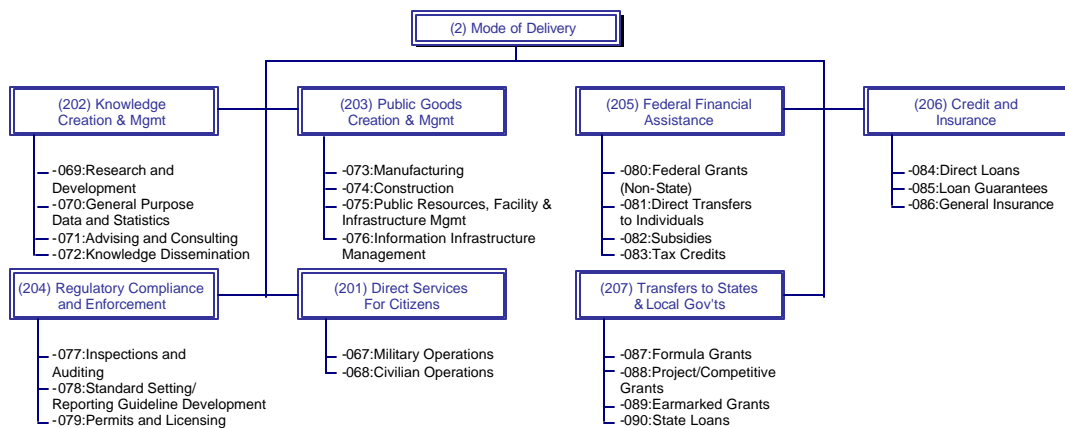 (2) Mode of Delivery
(202) Knowledge
Creation & Mgmt
-069:Research and
Development
-070:General Purpose
Data and Statistics
-071:Advising and Consulting
-072:Knowledge Dissemination
(203) Public Goods
Creation & Mgmt
-073:Manufacturing
-074:Construction
-075:Public Resources, Facility &
Infrastructure Mgmt
-076:Information Infrastructure
Management
(205) Federal Financial
Assistance
-080:Federal Grants
(Non-State)
-081:Direct Transfers
to Individuals
-082:Subsidies
-083:Tax Credits
(206) Credit and
Insurance
-084:Direct Loans
-085:Loan Guarantees
-086:General Insurance
(204) Regulatory Compliance
and Enforcement
-077:Inspections and
Auditing
-078:Standard Setting/
Reporting Guideline Development
-079:Permits and Licensing
(201) Direct Services
For Citizens
-067:Military Operations
-068:Civilian Operations
(207) Transfers to States
& Local Gov'ts
-087:Formula Grants
-088:Project/Competitive
Grants
-089:Earmarked Grants
-090:State Loans